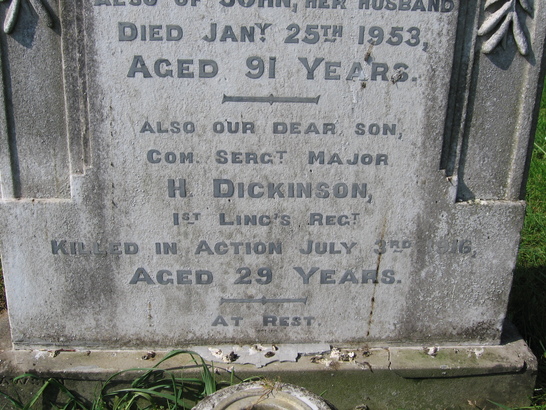 ALSO OF JOHN, HER HUSBAND
DIED JANY 25TH 1953,
AGED 91 YEARS.
ALSO OUR DEAR SON,
COM. SERGT MAJOR
H. DICKINSON,
1ST LINC'S REGT
KILLED IN ACTION JULY 3RD 1916,
AGED 29 YEARS.
AT REST.